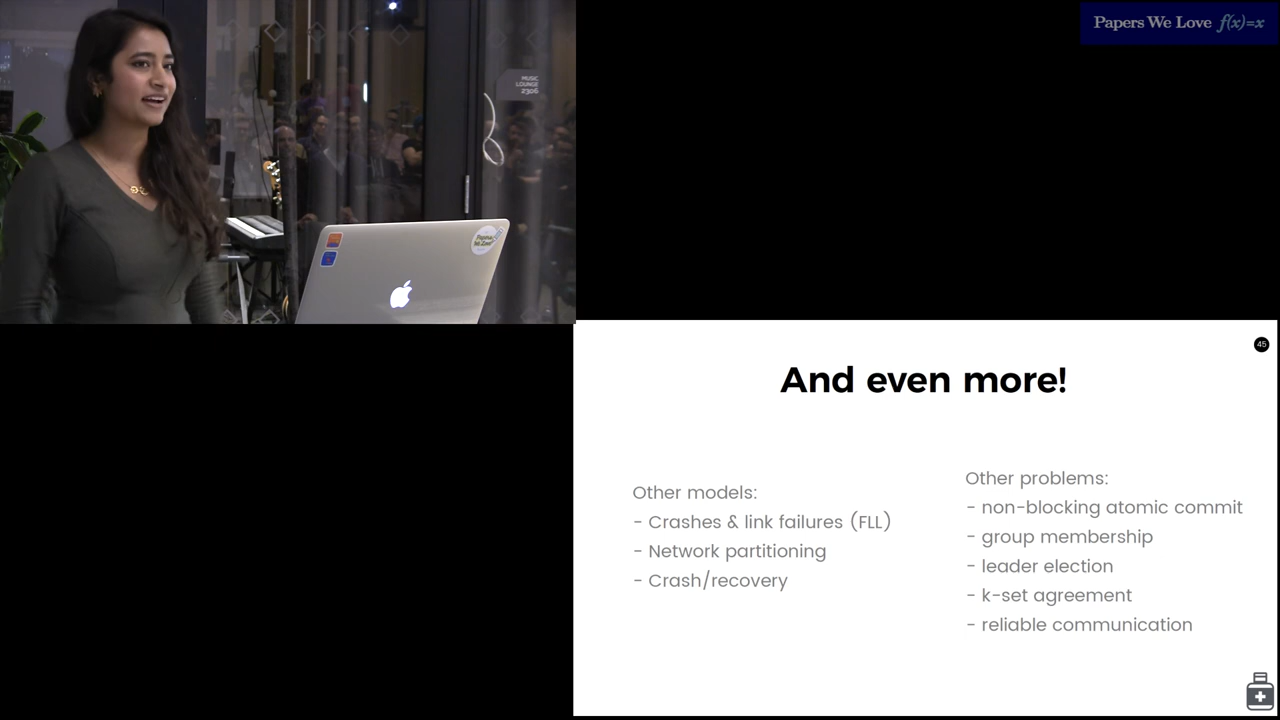 Papers We Love f(x)=x
MUSIC
LOUNGE
2306
45
And even more!
Other models:
- Crashes & link failures (FLL)
- Network partitioning
- Crash/recovery
Other problems:
- non-blocking atomic commit
- group membership
- leader election
- k-set agreement
- reliable communication